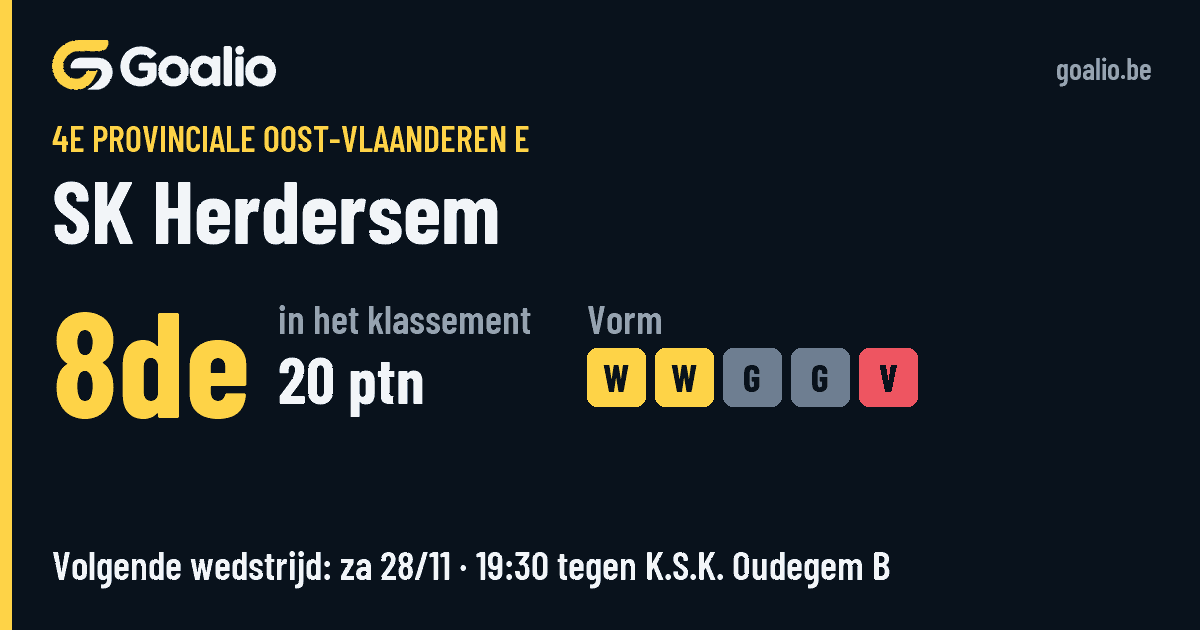 Goalio
goalio.be
4E PROVINCIALE OOST-VLAANDEREN E
SK Herdersem
8de
in het klassement
20 ptn
Vorm
W W G G V
Volgende wedstrijd: za 28/11 · 19:30 tegen K.S.K. Oudegem B